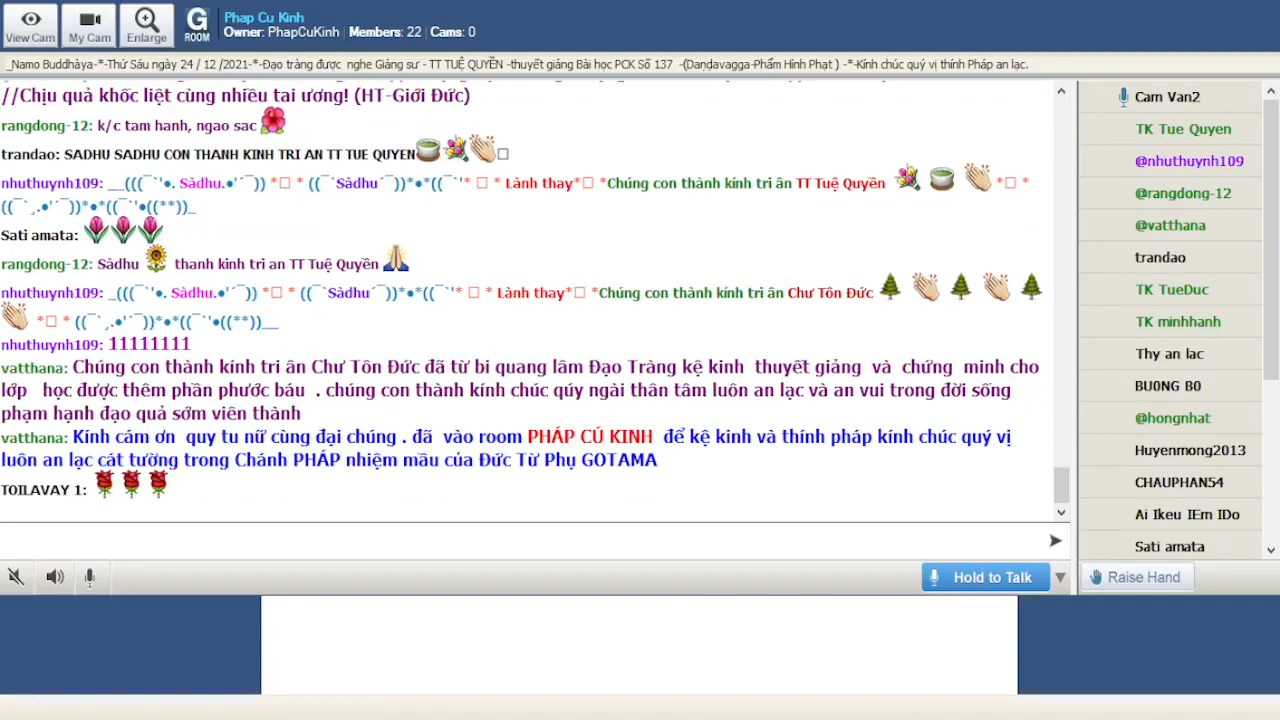 View Cam
My Cam
Enlarge
G
ROOM
Phap Cu Kinh
Owner: PhapCuKinh | Members: 22 | Cams: 0
_Namo Buddhàya-*-Thứ Sáu ngày 24 / 12 /2021-*-Đạo tràng được nghe Giảng sư - TT TUỆ QUYỀN -thuyết giảng Bài học PCK Số 137 -(Daṇḍavagga-Phẩm Hình Phạt ) -*-Kính chúc quý vị thính Pháp an lạc.
//Chịu quả khốc liệt cùng nhiều tai ương! (HT-Giới Đức)
rangdong-12: k/c tam hanh, ngao sac
trandao: SADHU SADHU CON THANK KINH TRI AN TT TUE QUYEN
nhuthuynh109: __(((¯`'•. Sàdhu.•'´¯)) *□ * ((¯`Sàdhu´¯))*•*((¯`'* □ * Lành thay*□ *Chúng con thành kính tri ân TT Tuệ Quyền *□ *
((¯`¸.•'´¯))*•*((¯`'•((**))_
Sati amata:
rangdong-12: Sàdhu thanh kinh tri an TT Tuệ Quyền
nhuthuynh109: _(((¯`'•. Sàdhu.•'´¯)) *□ * ((¯`Sàdhu´¯))*•*((¯`'* □ * Lành thay*□ *Chúng con thành kính tri ân Chư Tôn Đức
*□ * ((¯`¸.•'´¯))*•*((¯`'•((**))__
nhuthuynh109: 11111111
vatthana: Chúng con thành kính tri ân Chư Tôn Đức đã từ bi quang lâm Đạo Tràng kệ kinh thuyết giảng và chứng minh cho
lớp học được thêm phần phước báu . chúng con thành kính chúc qúy ngài thân tâm luôn an lạc và an vui trong đời sống
phạm hạnh đạo quả sớm viên thành
vatthana: Kính cám ơn quy tu nữ cùng đại chúng . đã vào room PHÁP CÚ KINH để kệ kinh và thính pháp kính chúc quý vị
luôn an lạc cát tường trong Chánh PHÁP nhiệm mầu của Đức Từ Phụ GOTAMA
TOILAVAY 1:
Hold to Talk
Cam Van2
TK Tue Quyen
@nhuthuynh109
@rangdong-12
@vatthana
trandao
TK TueDuc
TK minhhanh
Thy an lac
BU0NG B0
@hongnhat
Huyenmong2013
CHAUPHAN54
Ai Ikeu IEm IDo
Sati amata
Raise Hand